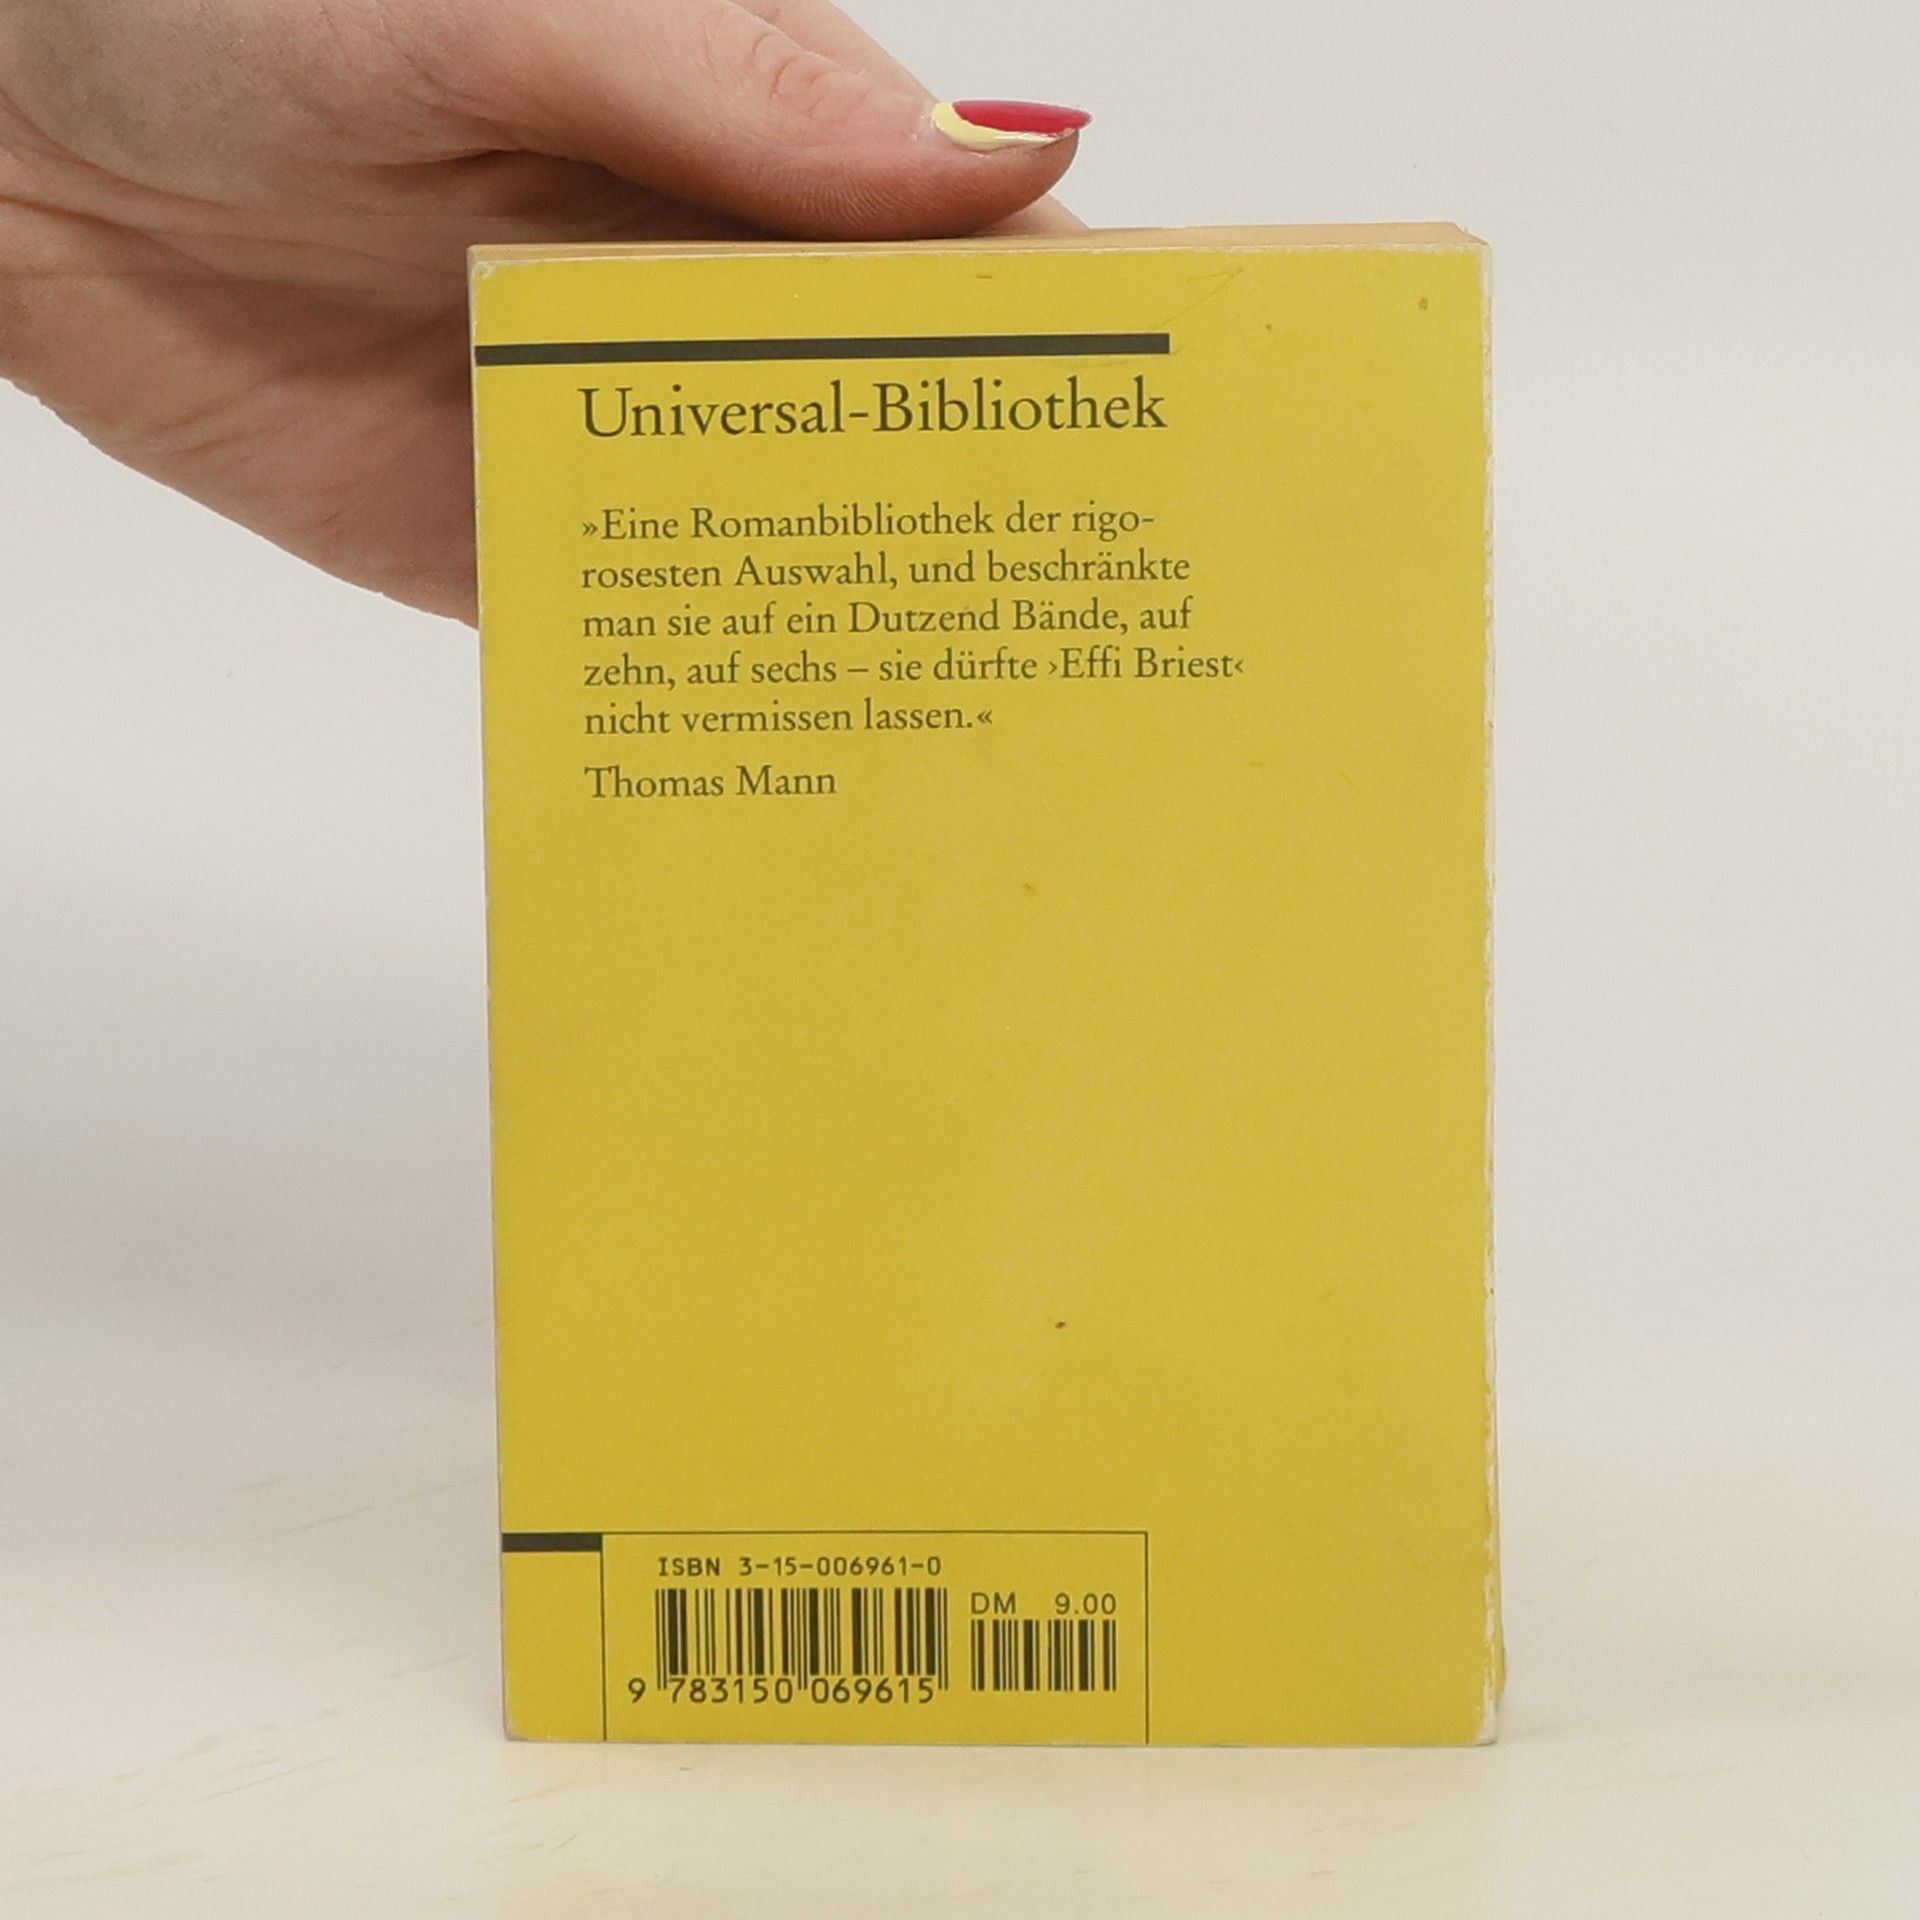 Universal-Bibliothek
»Eine Romanbibliothek der rigo-
rosesten Auswahl, und beschränkte
man sie auf ein Dutzend Bände, auf
zehn, auf sechs – sie dürfte ›Effi Briest‹
nicht vermissen lassen.«
Thomas Mann
ISBN 3-15-006961-0
DM 9.00
9 783150 069615